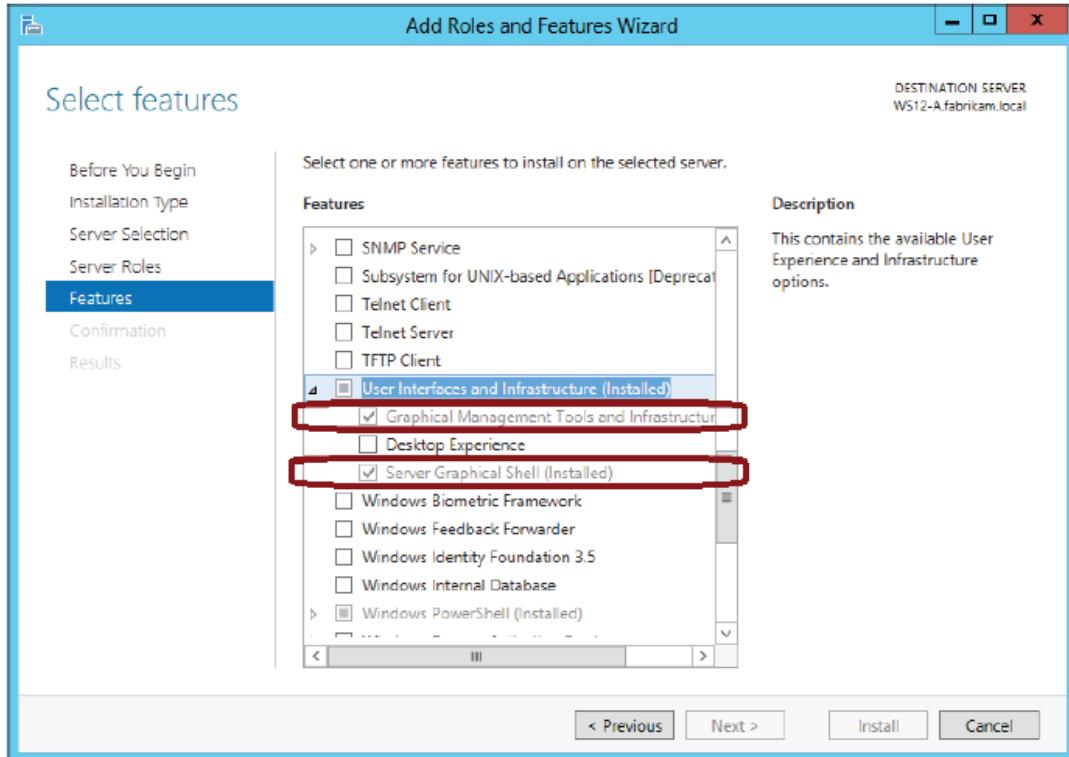 Add Roles and Features Wizard
Select features
DESTINATION SERVER
WS12-A.fabrikam.local
Before You Begin
Installation Type
Server Selection
Server Roles
Features
Confirmation
Results
Select one or more features to install on the selected server.
Features
SNMP Service
Subsystem for UNIX-based Applications [Deprecat
Telnet Client
Telnet Server
TFTP Client
User Interfaces and Infrastructure (Installed)
Graphical Management Tools and Infrastructur
Desktop Experience
Server Graphical Shell (Installed)
Windows Biometric Framework
Windows Feedback Forwarder
Windows Identity Foundation 3.5
Windows Internal Database
Windows PowerShell (Installed)
Description
This contains the available User
Experience and Infrastructure
options.
< Previous
Next >
Install
Cancel